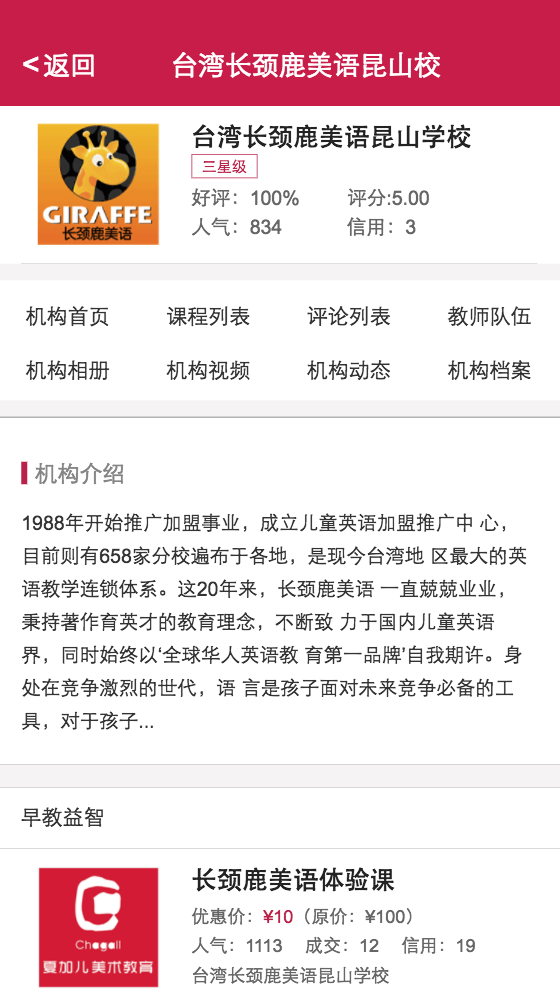 <返回 台湾长颈鹿美语昆山校
GIRAFFE
长颈鹿美语
台湾长颈鹿美语昆山学校
三星级
好评：100% 评分:5.00
人气：834 信用：3
机构首页 课程列表 评论列表 教师队伍
机构相册 机构视频 机构动态 机构档案
机构介绍
1988年开始推广加盟事业，成立儿童英语加盟推广中 心，
目前则有658家分校遍布于各地，是现今台湾地 区最大的英
语教学连锁体系。这20年来，长颈鹿美语 一直兢兢业业，
秉持著作育英才的教育理念，不断致 力于国内儿童英语
界，同时始终以‘全球华人英语教 育第一品牌’自我期许。身
处在竞争激烈的世代，语 言是孩子面对未来竞争必备的工
具，对于孩子...
早教益智
Chagall
夏加儿美术教育
长颈鹿美语体验课
优惠价：¥10（原价：¥100）
人气：1113 成交：12 信用：19
台湾长颈鹿美语昆山学校